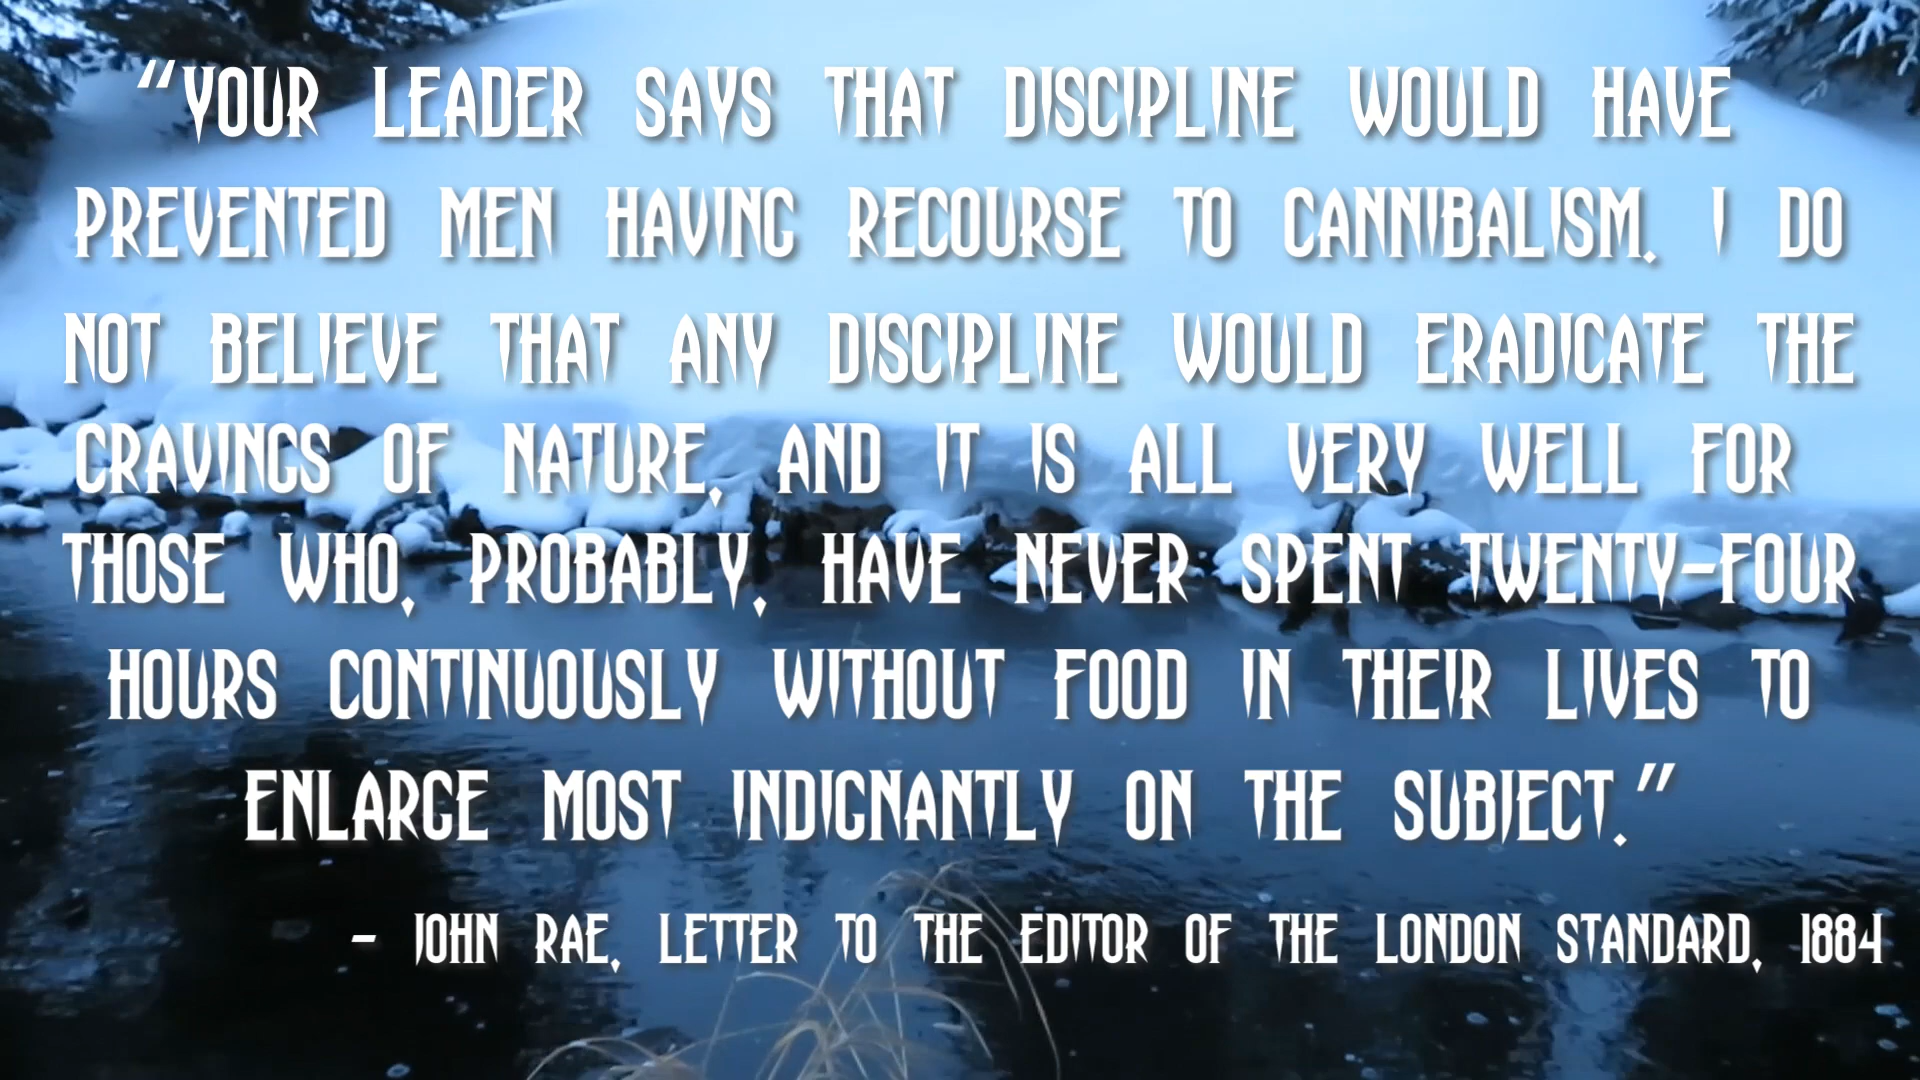 “YOUR LEADER SAYS THAT DISCIPLINE WOULD HAVE
PREVENTED MEN HAVING RECOURSE TO CANNIBALISM. I DO
NOT BELIEVE THAT ANY DISCIPLINE WOULD ERADICATE THE
CRAVINGS OF NATURE, AND IT IS ALL VERY WELL FOR
THOSE WHO, PROBABLY, HAVE NEVER SPENT TWENTY-FOUR
HOURS CONTINUOUSLY WITHOUT FOOD IN THEIR LIVES TO
ENLARGE MOST INDIGNANTLY ON THE SUBJECT.”
- JOHN RAE, LETTER TO THE EDITOR OF THE LONDON STANDARD, 1884